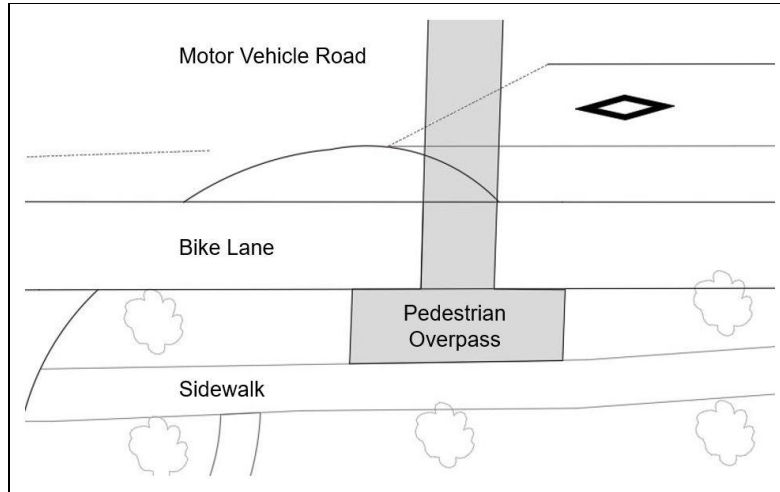 Motor Vehicle Road
Bike Lane
Pedestrian
Overpass
Sidewalk